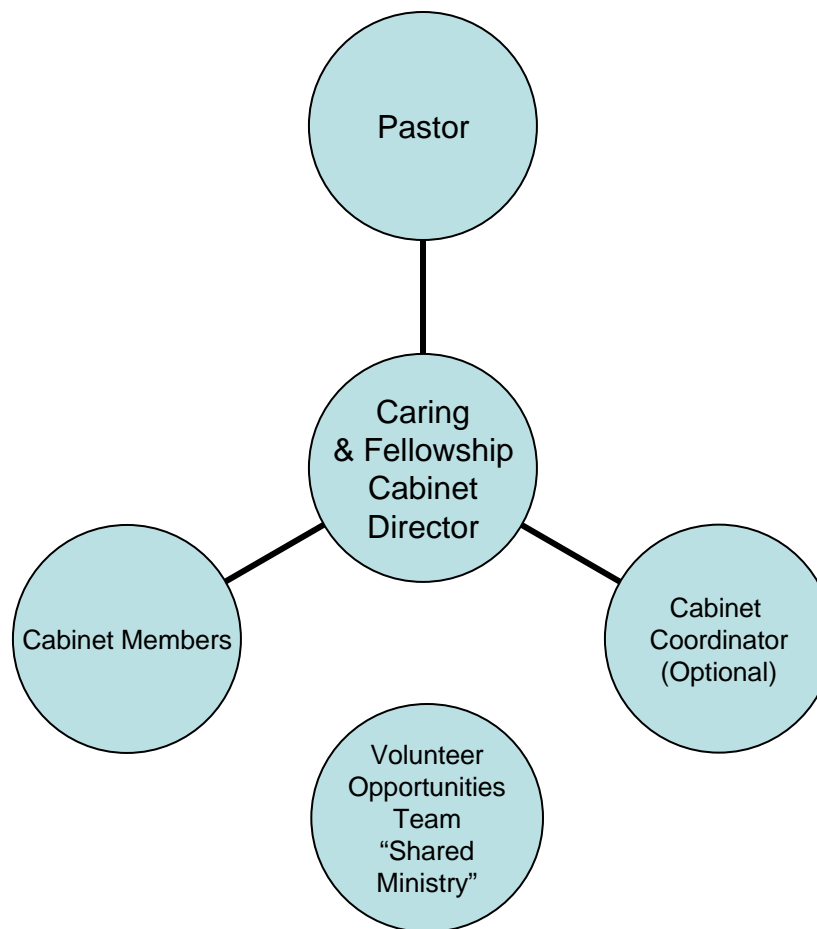 Pastor
Caring
& Fellowship
Cabinet
Director
Cabinet Members
Cabinet
Coordinator
(Optional)
Volunteer
Opportunities
Team
“Shared
Ministry”